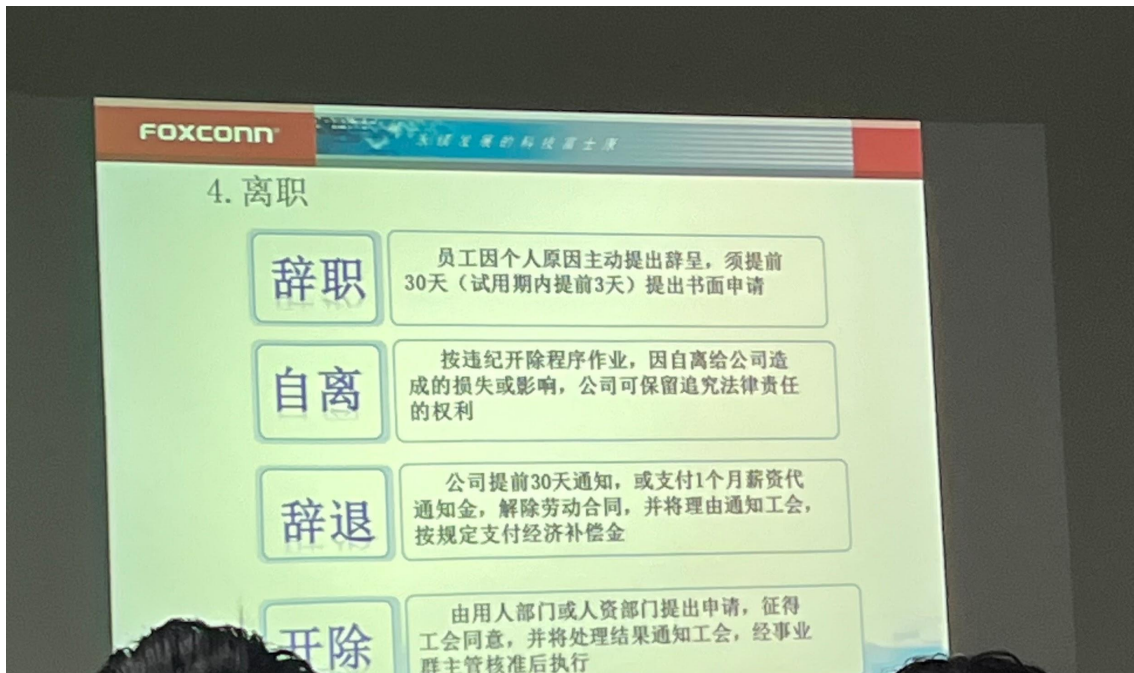 FOXCONN
发展的科技富士康
4.离职
辞职
员工因个人原因主动提出辞呈，须提前
30天（试用期内提前3天）提出书面申请
自离
按违纪开除程序作业，因自离给公司造
成的损失或影响，公司可保留追究法律责任
的权利
辞退
公司提前30天通知，或支付1个月薪资代
通知金，解除劳动合同，并将理由通知工会，
按规定支付经济补偿金
开除
由用人部门或人资部门提出申请，征得
工会同意，并将处理结果通知工会，经事业
群主管核准后执行